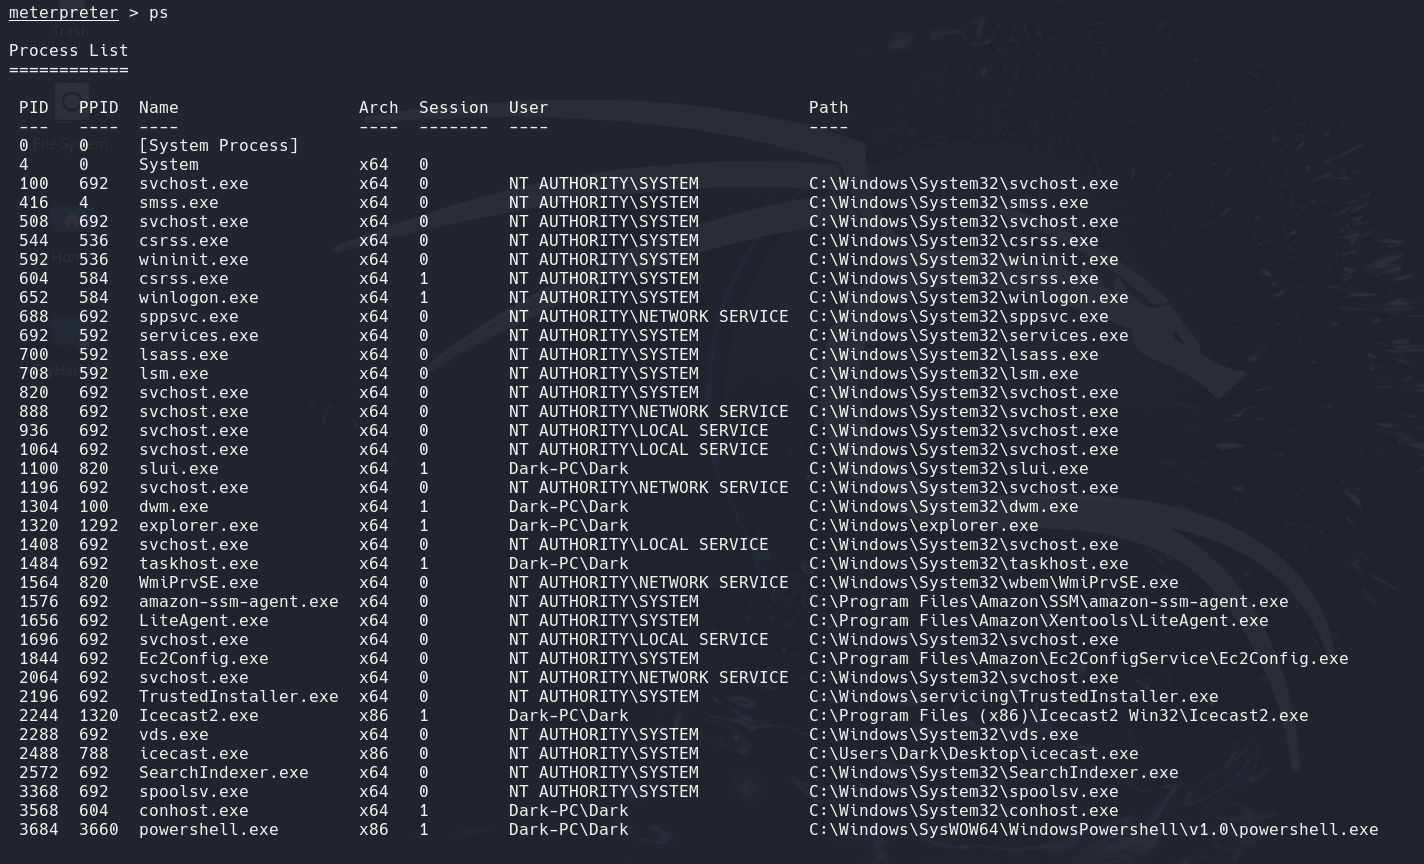 meterpreter > ps
Trash
Process List
============
PID PPID Name Arch Session User Path
--- ---- ---- ---- ------- ---- ----
0 0 [System Process]
File System
4 0 System x64 0
100 692 svchost.exe x64 0 NT AUTHORITY\SYSTEM C:\Windows\System32\svchost.exe
416 4 smss.exe x64 0 NT AUTHORITY\SYSTEM C:\Windows\System32\smss.exe
508 692 svchost.exe x64 0 NT AUTHORITY\SYSTEM C:\Windows\System32\svchost.exe
544 536 csrss.exe x64 0 NT AUTHORITY\SYSTEM C:\Windows\System32\csrss.exe
592 536 wininit.exe x64 0 NT AUTHORITY\SYSTEM C:\Windows\System32\wininit.exe
604 584 csrss.exe x64 1 NT AUTHORITY\SYSTEM C:\Windows\System32\csrss.exe
652 584 winlogon.exe x64 1 NT AUTHORITY\SYSTEM C:\Windows\System32\winlogon.exe
688 692 sppsvc.exe x64 0 NT AUTHORITY\NETWORK SERVICE C:\Windows\System32\sppsvc.exe
692 592 services.exe x64 0 NT AUTHORITY\SYSTEM C:\Windows\System32\services.exe
700 592 lsass.exe x64 0 NT AUTHORITY\SYSTEM C:\Windows\System32\lsass.exe
708 592 lsm.exe x64 0 NT AUTHORITY\SYSTEM C:\Windows\System32\lsm.exe
820 692 svchost.exe x64 0 NT AUTHORITY\SYSTEM C:\Windows\System32\svchost.exe
888 692 svchost.exe x64 0 NT AUTHORITY\NETWORK SERVICE C:\Windows\System32\svchost.exe
936 692 svchost.exe x64 0 NT AUTHORITY\LOCAL SERVICE C:\Windows\System32\svchost.exe
1064 692 svchost.exe x64 0 NT AUTHORITY\LOCAL SERVICE C:\Windows\System32\svchost.exe
1100 820 slui.exe x64 1 Dark-PC\Dark C:\Windows\System32\slui.exe
1196 692 svchost.exe x64 0 NT AUTHORITY\NETWORK SERVICE C:\Windows\System32\svchost.exe
1304 100 dwm.exe x64 1 Dark-PC\Dark C:\Windows\System32\dwm.exe
1320 1292 explorer.exe x64 1 Dark-PC\Dark C:\Windows\explorer.exe
1408 692 svchost.exe x64 0 NT AUTHORITY\LOCAL SERVICE C:\Windows\System32\svchost.exe
1484 692 taskhost.exe x64 1 Dark-PC\Dark C:\Windows\System32\taskhost.exe
1564 820 WmiPrvSE.exe x64 0 NT AUTHORITY\NETWORK SERVICE C:\Windows\System32\wbem\WmiPrvSE.exe
1576 692 amazon-ssm-agent.exe x64 0 NT AUTHORITY\SYSTEM C:\Program Files\Amazon\SSM\amazon-ssm-agent.exe
1656 692 LiteAgent.exe x64 0 NT AUTHORITY\SYSTEM C:\Program Files\Amazon\Xentools\LiteAgent.exe
1696 692 svchost.exe x64 0 NT AUTHORITY\LOCAL SERVICE C:\Windows\System32\svchost.exe
1844 692 Ec2Config.exe x64 0 NT AUTHORITY\SYSTEM C:\Program Files\Amazon\Ec2ConfigService\Ec2Config.exe
2064 692 svchost.exe x64 0 NT AUTHORITY\NETWORK SERVICE C:\Windows\System32\svchost.exe
2196 692 TrustedInstaller.exe x64 0 NT AUTHORITY\SYSTEM C:\Windows\servicing\TrustedInstaller.exe
2244 1320 Icecast2.exe x86 1 Dark-PC\Dark C:\Program Files (x86)\Icecast2 Win32\Icecast2.exe
2288 692 vds.exe x64 0 NT AUTHORITY\SYSTEM C:\Windows\System32\vds.exe
2488 788 icecast.exe x86 0 NT AUTHORITY\SYSTEM C:\Users\Dark\Desktop\icecast.exe
2572 692 SearchIndexer.exe x64 0 NT AUTHORITY\SYSTEM C:\Windows\System32\SearchIndexer.exe
3368 692 spoolsv.exe x64 0 NT AUTHORITY\SYSTEM C:\Windows\System32\spoolsv.exe
3568 604 conhost.exe x64 1 Dark-PC\Dark C:\Windows\System32\conhost.exe
3684 3660 powershell.exe x86 1 Dark-PC\Dark C:\Windows\SysWOW64\WindowsPowershell\v1.0\powershell.exe